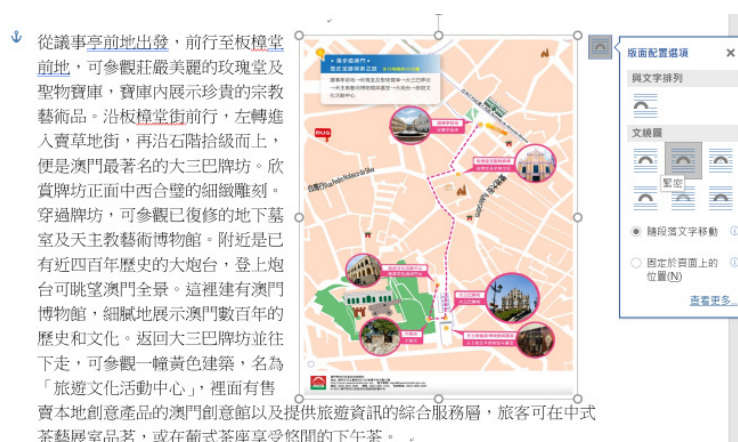 從議事亭前地出發，前行至板樟堂
前地，可參觀莊嚴美麗的玫瑰堂及
聖物寶庫，寶庫內展示珍貴的宗教
藝術品。沿板樟堂街前行，左轉進
入賣草地街，再沿石階拾級而上，
便是澳門最著名的大三巴牌坊。欣
賞牌坊正面中西合璧的細緻雕刻。
穿過牌坊，可參觀已復修的地下墓
室及天主教藝術博物館。附近是已
有近四百年歷史的大炮台，登上炮
台可眺望澳門全景。這裡建有澳門
博物館，細膩地展示澳門數百年的
歷史和文化。返回大三巴牌坊並往
下走，可參觀一幢黃色建築，名為
「旅遊文化活動中心」，裡面有售
賣本地創意產品的澳門創意館以及提供旅遊資訊的綜合服務層，旅客可在中式
茶藝展室品茗，或在葡式茶座享受悠閒的下午茶。
BUS
版面配置選項
與文字排列
文繞圖
緊密
隨段落文字移動
固定於頁面上的
位置(N)
查看更多...